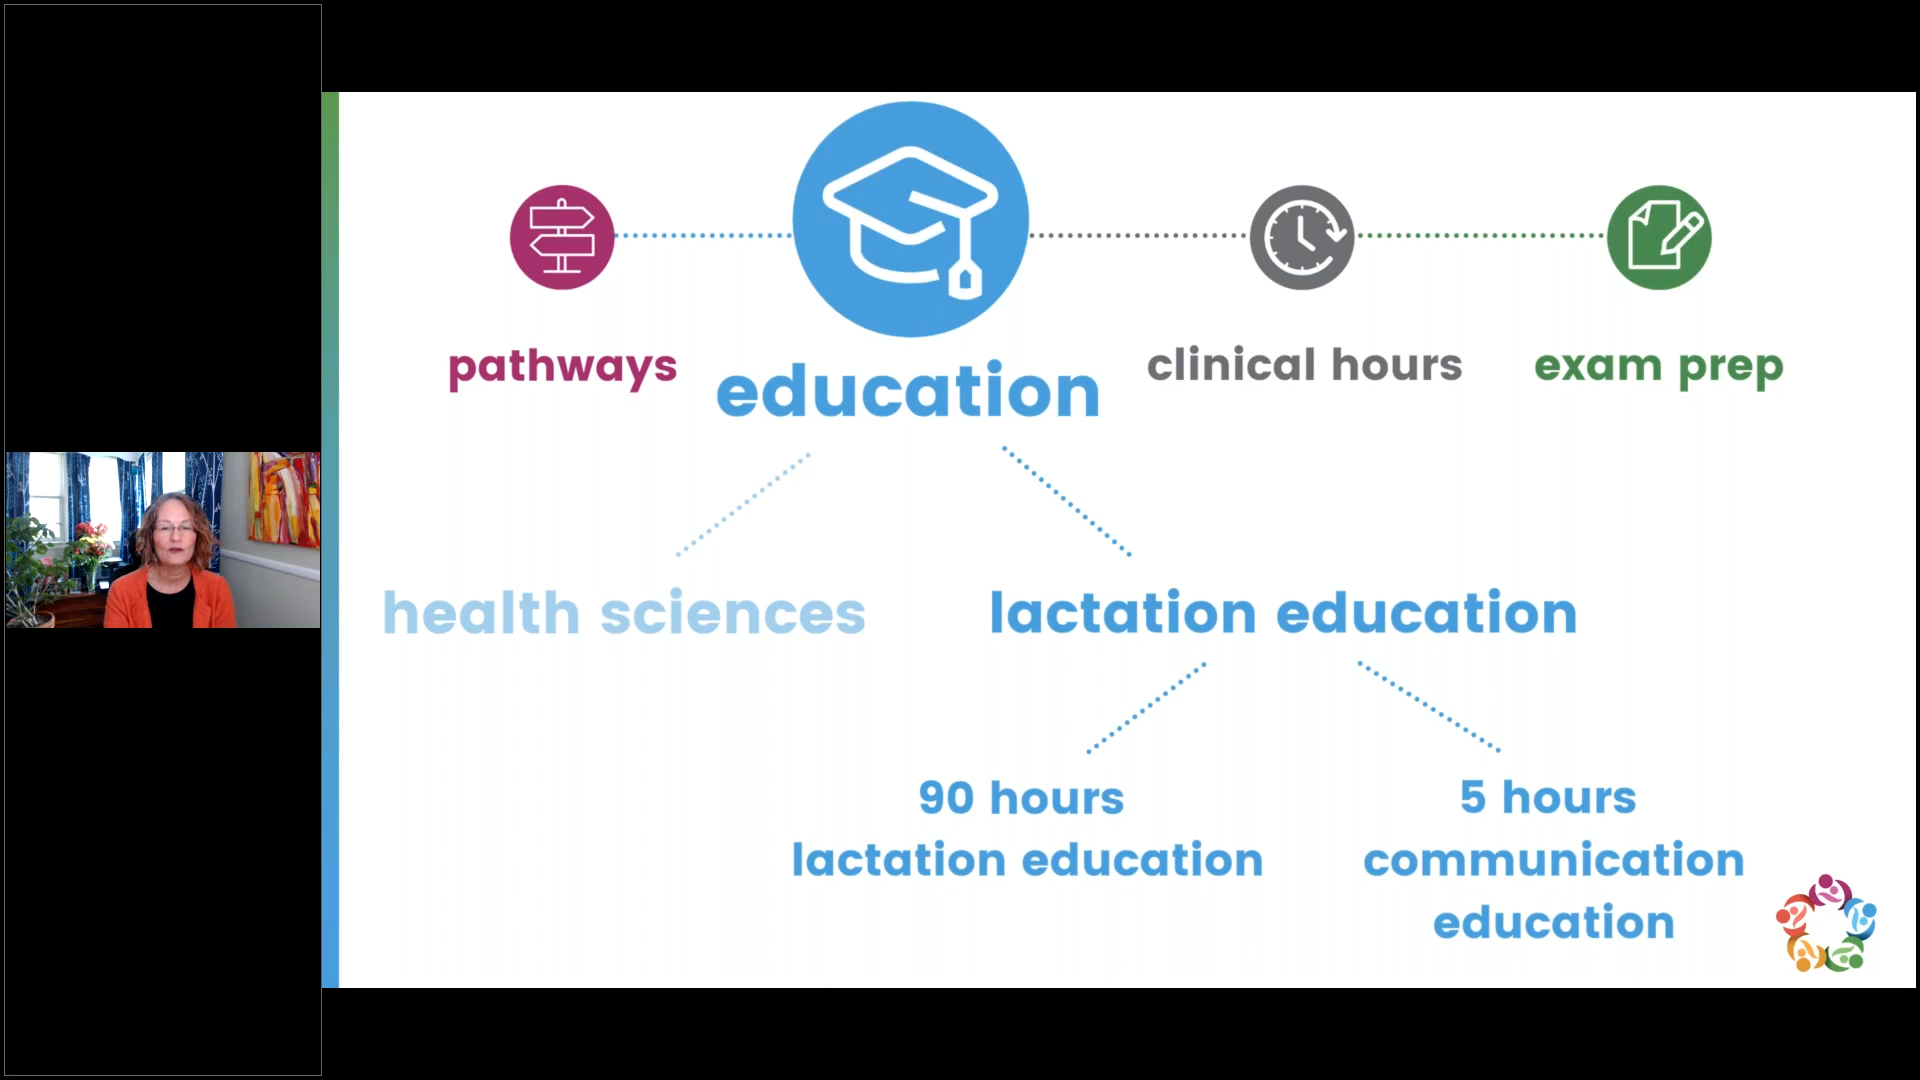 pathways
education
clinical hours
exam prep
health sciences
lactation education
90 hours
lactation education
5 hours
communication
education